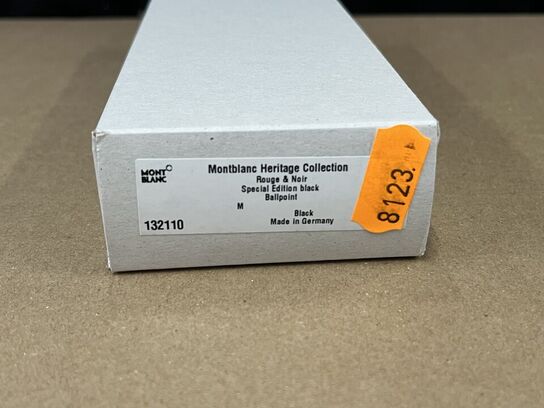 MONT
BLANC
Montblanc Heritage Collection
Rouge & Noir
Special Edition black
Ballpoint
M
Black
132110
Made in Germany
8123.